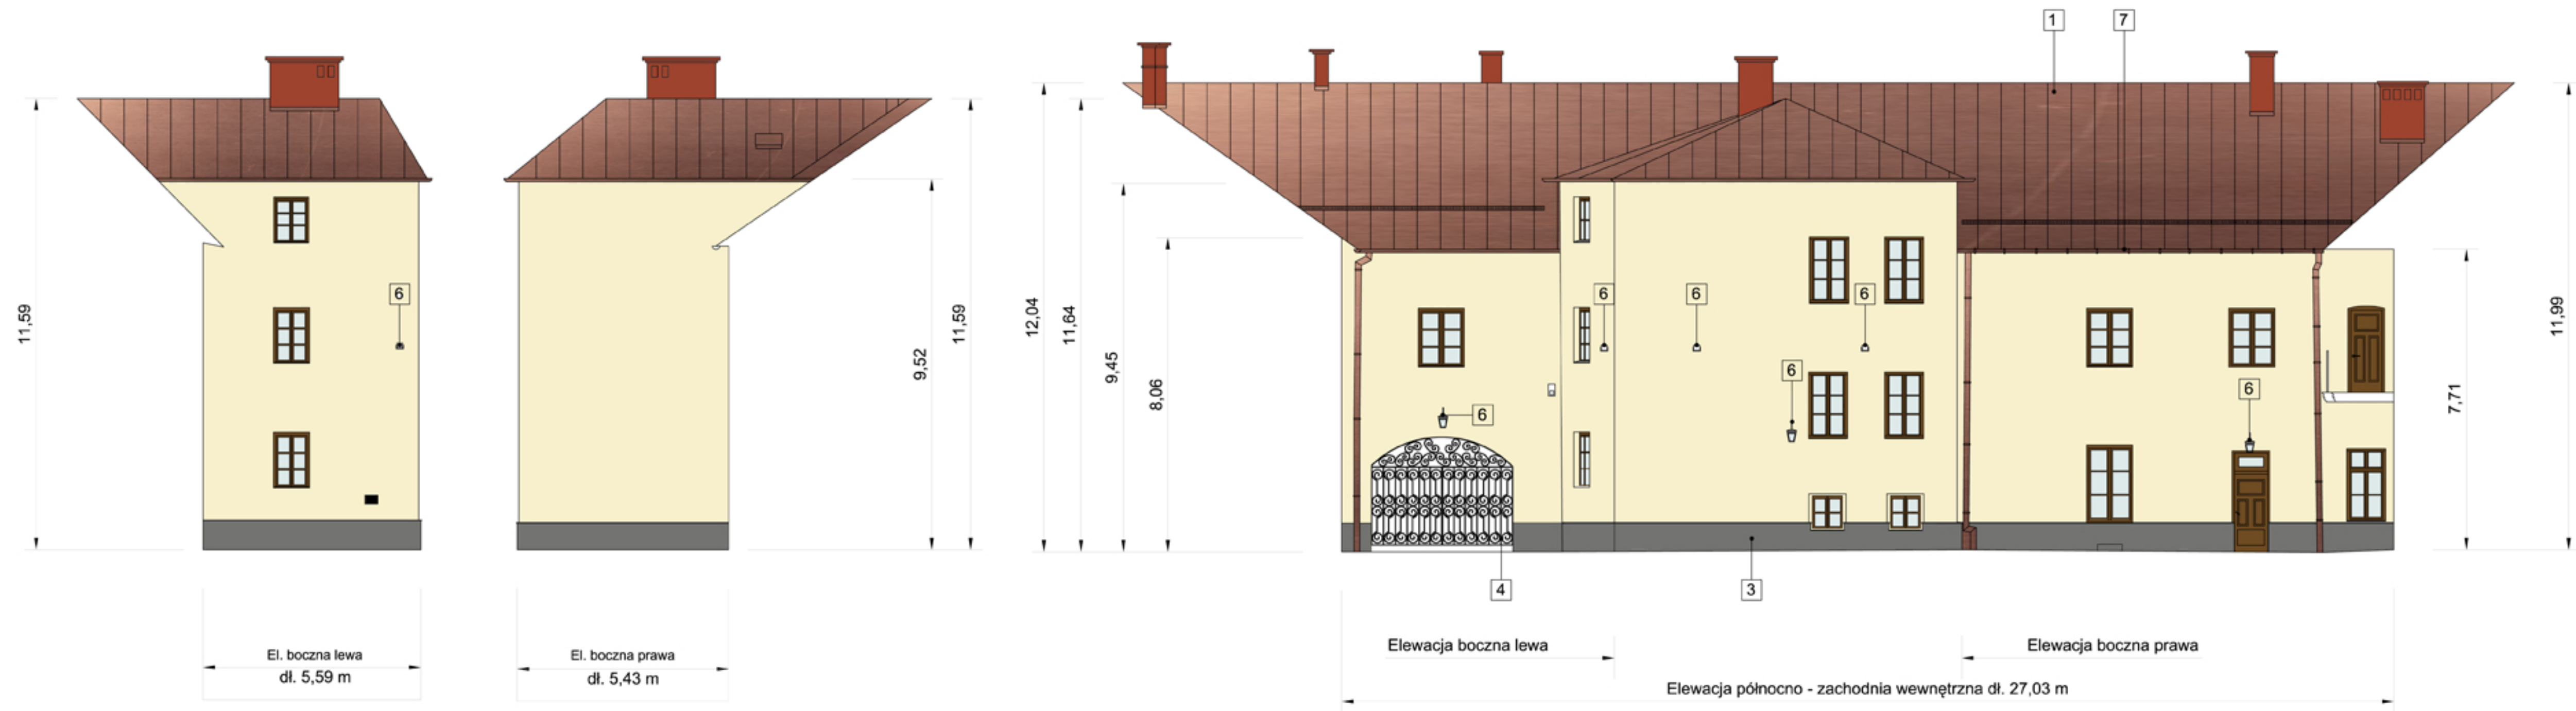 1
7
6
11,59
El. boczna lewa
dł. 5,59 m
9,52
11,59
El. boczna prawa
dł. 5,43 m
12,04
11,64
9,45
8,06
6
6
6
6
6
6
4
3
7,71
11,99
Elewacja boczna lewa
Elewacja boczna prawa
Elewacja północno - zachodnia wewnętrzna dł. 27,03 m